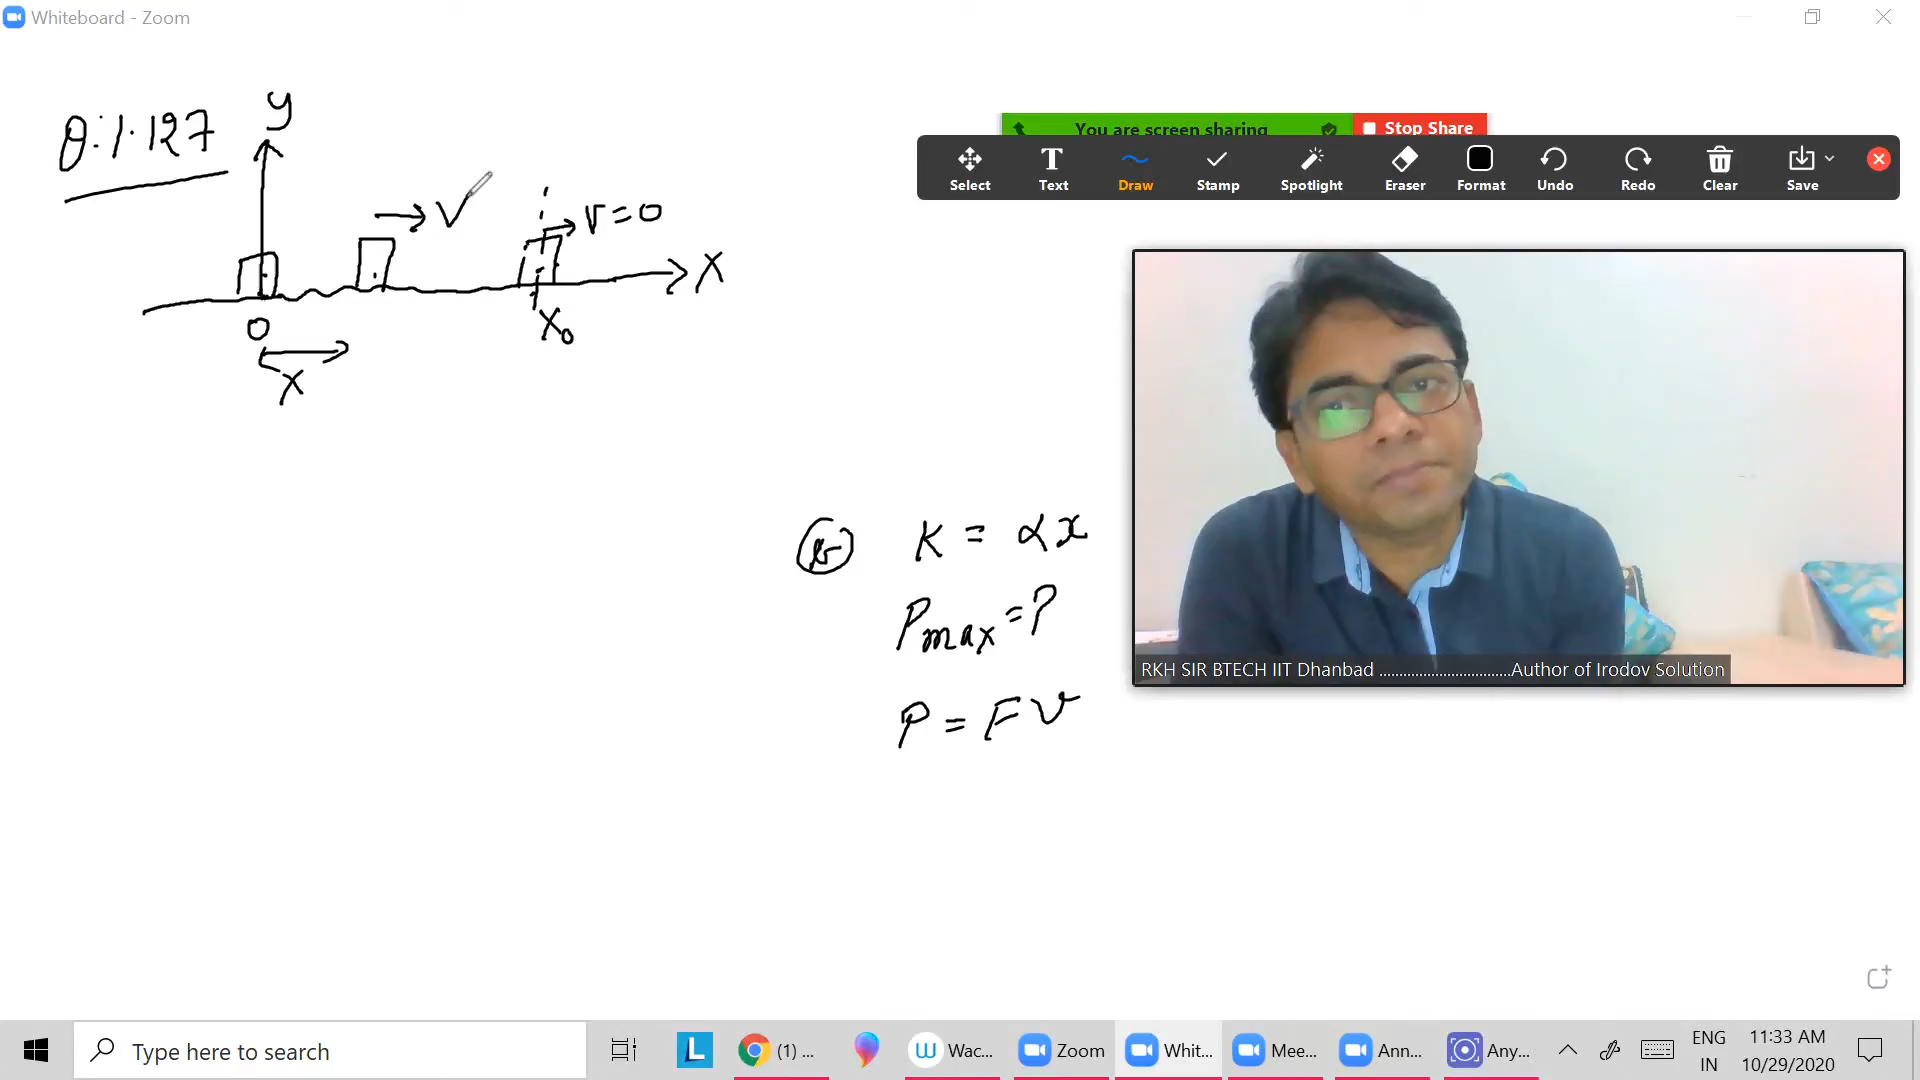 Whiteboard - Zoom
Q: 1.127
y
You are screen sharing
Stop Share
Select Text Draw Stamp Spotlight Eraser Format Undo Redo Clear Save
V
v = 0
X
0
x0
x
K = αx
Pmax = ?
P = Fv
RKH SIR BTECH IIT Dhanbad ..................................Author of Irodov Solution
Type here to search
L
(1) ...
W Wac...
Zoom
Whit...
Mee...
Ann...
Any...
ENG
IN
11:33 AM
10/29/2020